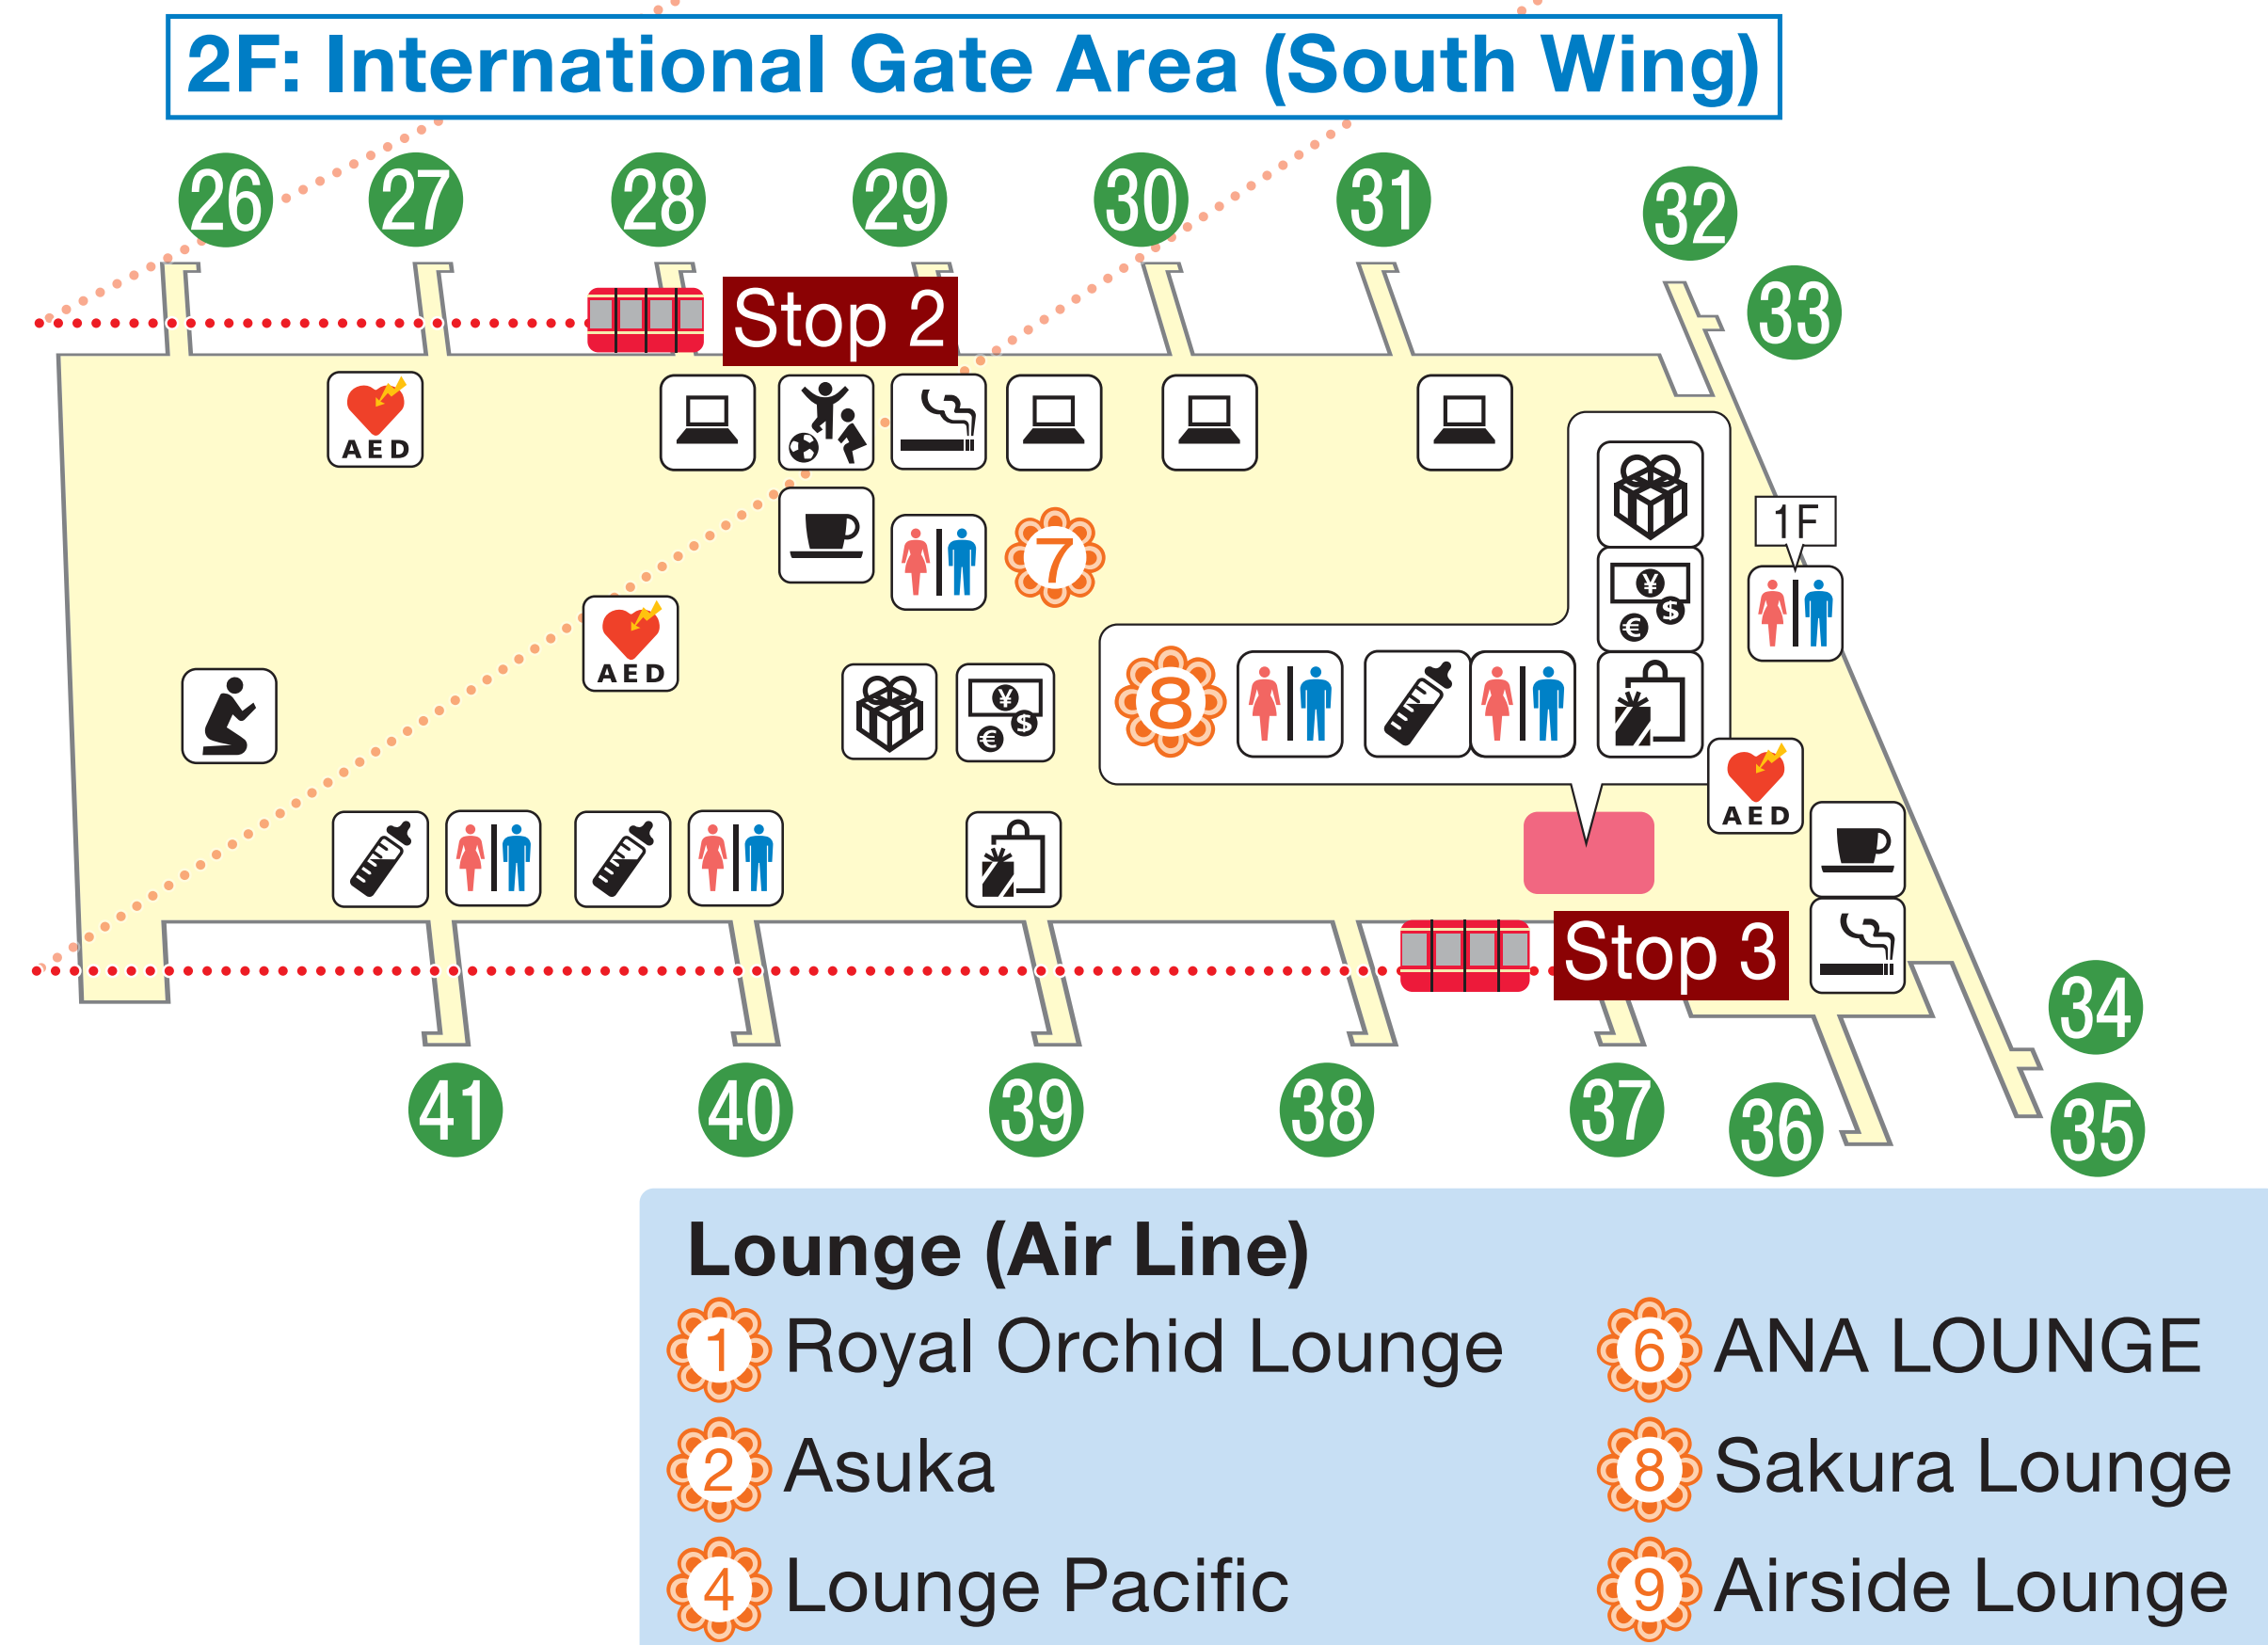 2F: International Gate Area (South Wing)
26
27
28
29
30
31
32
33
Stop 2
AED
7
1F
¥
$
€
AED
8
¥
$
€
AED
Stop 3
34
41
40
39
38
37
36
35
Lounge (Air Line)
1 Royal Orchid Lounge
6 ANA LOUNGE
2 Asuka
8 Sakura Lounge
4 Lounge Pacific
9 Airside Lounge